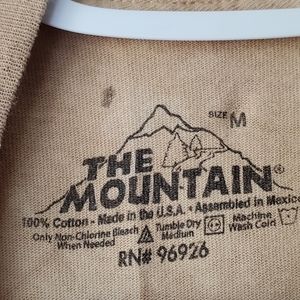 SIZE M
THE
MOUNTAIN®
100% Cotton - Made in the U.S.A. - Assembled in Mexico
Only Non-Chlorine Bleach When Needed
Tumble Dry Medium
Machine Wash Cold
RN# 96926